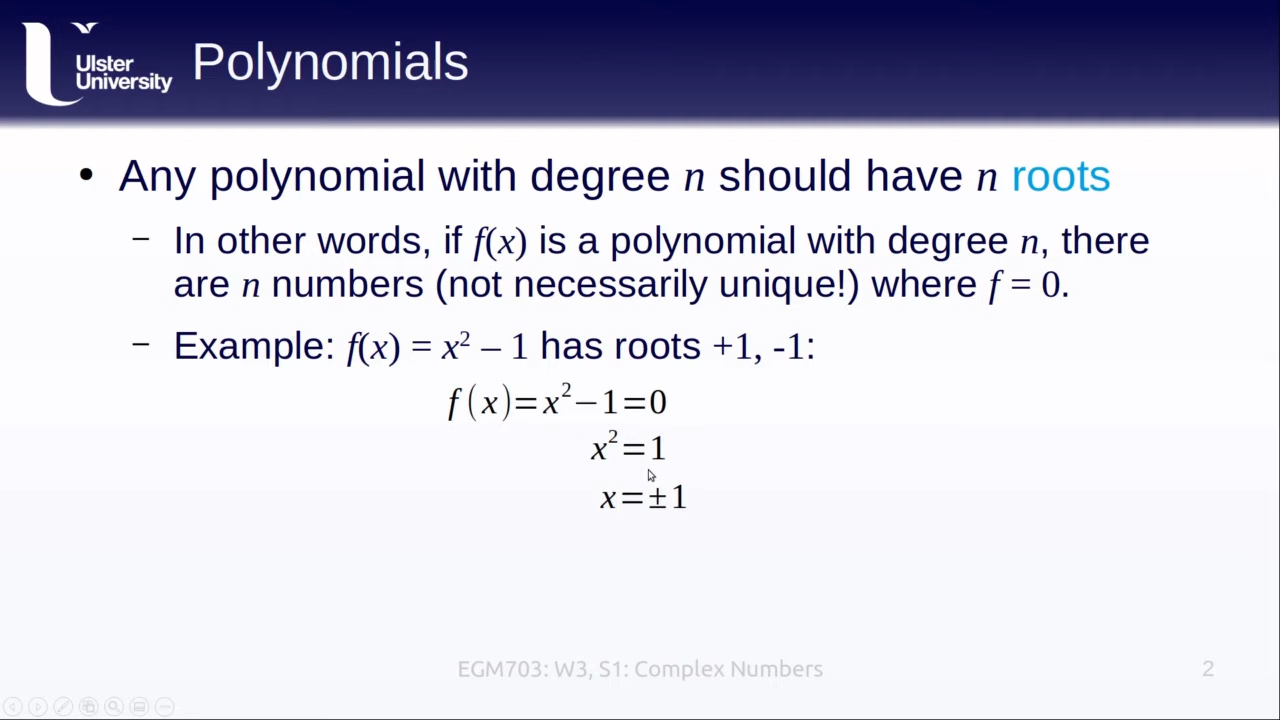 Ulster
University
Polynomials
• Any polynomial with degree n should have n roots
– In other words, if f(x) is a polynomial with degree n, there
are n numbers (not necessarily unique!) where f = 0.
– Example: f(x) = x² – 1 has roots +1, -1:
f(x)=x²−1=0
x²=1
x=±1
EGM703: W3, S1: Complex Numbers
2